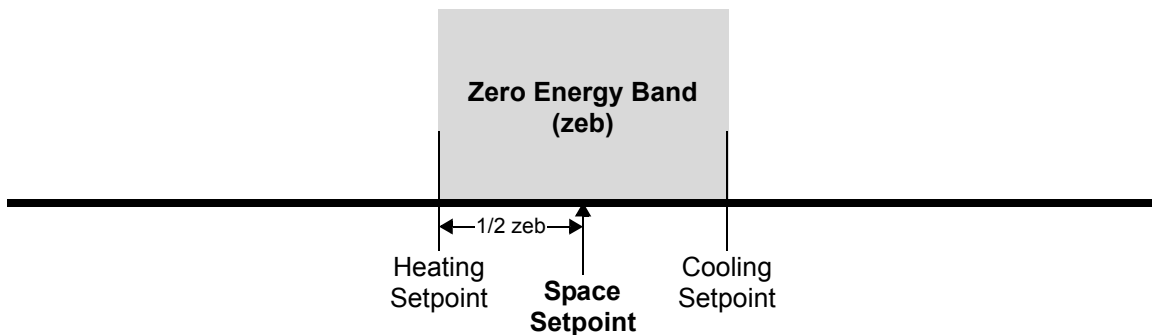 Zero Energy Band
(zeb)
1/2 zeb
Heating
Setpoint
Space
Setpoint
Cooling
Setpoint